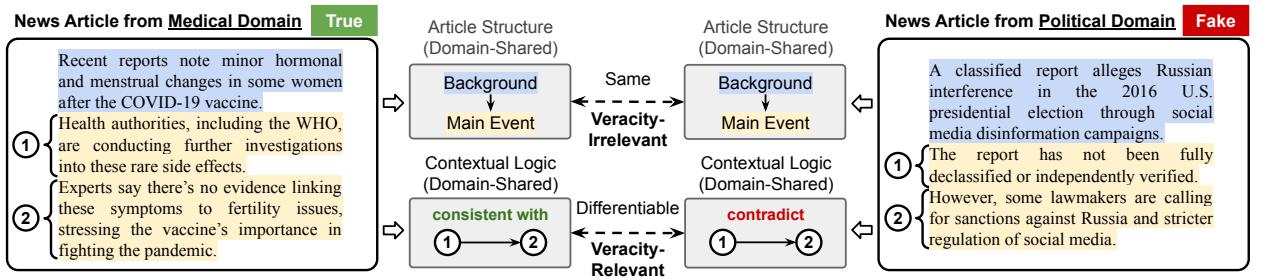 News Article from Medical Domain True
Recent reports note minor hormonal
and menstrual changes in some women
after the COVID-19 vaccine.
1 Health authorities, including the WHO,
are conducting further investigations
into these rare side effects.
2 Experts say there's no evidence linking
these symptoms to fertility issues,
stressing the vaccine's importance in
fighting the pandemic.
Article Structure
(Domain-Shared)
Background
Main Event
Contextual Logic
(Domain-Shared)
consistent with
1 2
Same
Veracity-
Irrelevant
Differentiable
Veracity-
Relevant
Article Structure
(Domain-Shared)
Background
Main Event
Contextual Logic
(Domain-Shared)
contradict
1 2
News Article from Political Domain Fake
A classified report alleges Russian
interference in the 2016 U.S.
presidential election through social
media disinformation campaigns.
1 The report has not been fully
declassified or independently verified.
2 However, some lawmakers are calling
for sanctions against Russia and stricter
regulation of social media.